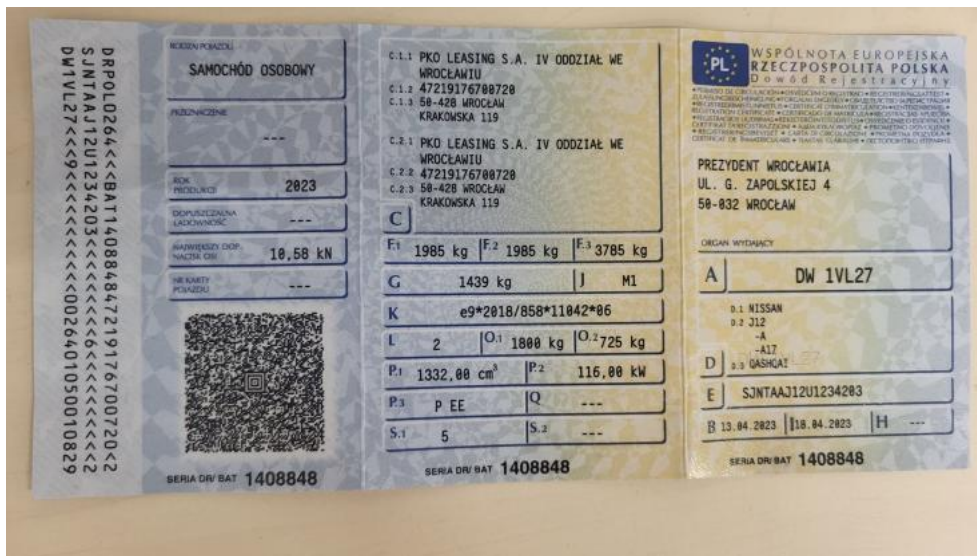 DRPOL0264<<<BAT140884847219176700720<2
SJNTAAJ12U1234203<<<<<<<<6<<<<<<<<<<<2
DW1VL27<<<9<<<<<<<<<<<<<0026401050010829
RODZAJ POJAZDU
SAMOCHÓD OSOBOWY
PRZEZNACZENIE
---
ROK
PRODUKCJI
2023
DOPUSZCZALNA
ŁADOWNOŚĆ
---
NAJWIĘKSZY DOP.
NACISK OSI
10,58 kN
NR KARTY
POJAZDU
---
SERIA DR/ BAT 1408848
C.1.1 PKO LEASING S.A. IV ODDZIAŁ WE
WROCŁAWIU
C.1.2 47219176700720
C.1.3 50-428 WROCŁAW
KRAKOWSKA 119
C.2.1 PKO LEASING S.A. IV ODDZIAŁ WE
WROCŁAWIU
C.2.2 47219176700720
C.2.3 50-428 WROCŁAW
KRAKOWSKA 119
C
F.1 1985 kg F.2 1985 kg F.3 3785 kg
G 1439 kg J M1
K e9*2018/858*11042*06
L 2 O.1 1800 kg O.2 725 kg
P.1 1332,00 cm³ P.2 116,00 kW
P.3 P EE Q ---
S.1 5 S.2 ---
SERIA DR/ BAT 1408848
PL
WSPÓLNOTA EUROPEJSKA
RZECZPOSPOLITA POLSKA
Dowód Rejestracyjny
PREZYDENT WROCŁAWIA
UL. G. ZAPOLSKIEJ 4
50-032 WROCŁAW
ORGAN WYDAJĄCY
A DW 1VL27
D.1 NISSAN
D.2 J12
-A
-A17
D D.3 QASHQAI
E SJNTAAJ12U1234203
B 13.04.2023 I 18.04.2023 H ---
SERIA DR/ BAT 1408848